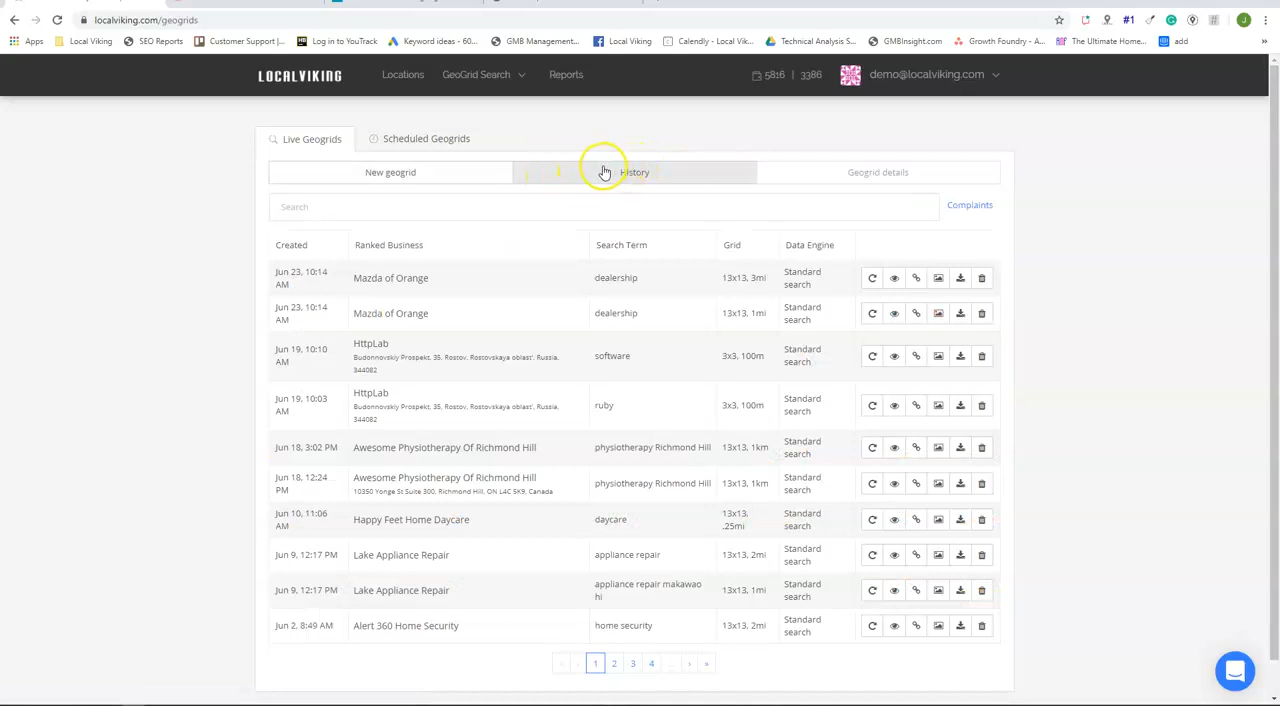 localviking.com/geogrids
#1
J
Apps
Local Viking
SEO Reports
Customer Support |...
Log in to YouTrack
Keyword ideas - 60...
GMB Management...
Local Viking
Calendly - Local Vik...
Technical Analysis S...
GMBInsight.com
Growth Foundry - A...
The Ultimate Home...
add
»
LOCALVIKING
Locations
GeoGrid Search
Reports
5816 | 3386
demo@localviking.com
Live Geogrids
Scheduled Geogrids
New geogrid
History
Geogrid details
Search
Complaints
Created Ranked Business Search Term Grid Data Engine
Jun 23, 10:14 AM Mazda of Orange dealership 13x13, 3mi Standard search
Jun 23, 10:14 AM Mazda of Orange dealership 13x13, 1mi Standard search
Jun 19, 10:10 AM HttpLab Budonnovskiy Prospekt, 35, Rostov, Rostovskaya oblast', Russia, 344082 software 3x3, 100m Standard search
Jun 19, 10:03 AM HttpLab Budonnovskiy Prospekt, 35, Rostov, Rostovskaya oblast', Russia, 344082 ruby 3x3, 100m Standard search
Jun 18, 3:02 PM Awesome Physiotherapy Of Richmond Hill physiotherapy Richmond Hill 13x13, 1km Standard search
Jun 18, 12:24 PM Awesome Physiotherapy Of Richmond Hill 10350 Yonge St Suite 300, Richmond Hill, ON L4C 5K9, Canada physiotherapy Richmond Hill 13x13, 1km Standard search
Jun 10, 11:06 AM Happy Feet Home Daycare daycare 13x13, .25mi Standard search
Jun 9, 12:17 PM Lake Appliance Repair appliance repair 13x13, 2mi Standard search
Jun 9, 12:17 PM Lake Appliance Repair appliance repair makawao hi 13x13, 1mi Standard search
Jun 2, 8:49 AM Alert 360 Home Security home security 13x13, 2mi Standard search
« ‹ 1 2 3 4 ... › »